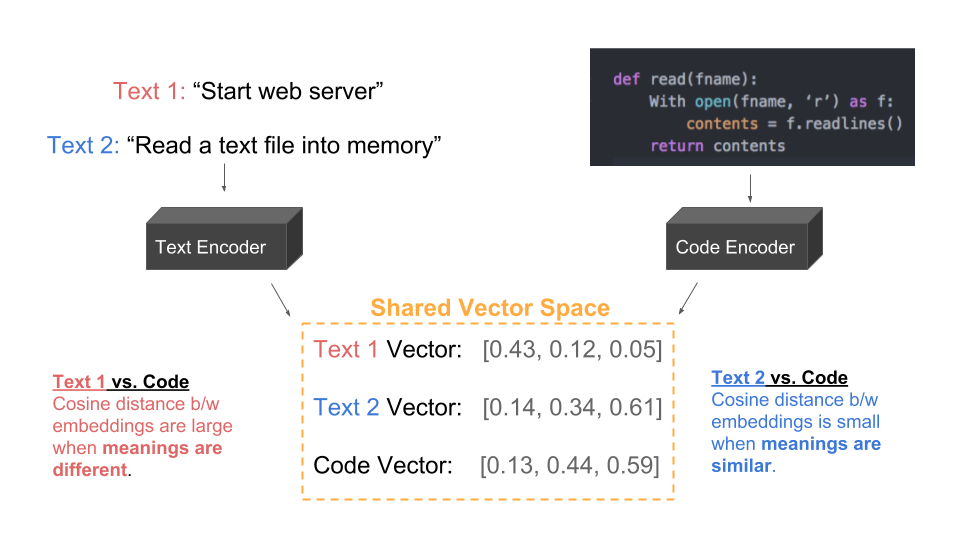 Text 1: “Start web server”
Text 2: “Read a text file into memory”
def read(fname):
With open(fname, ‘r’) as f:
contents = f.readlines()
return contents
Text Encoder
Code Encoder
Shared Vector Space
Text 1 Vector: [0.43, 0.12, 0.05]
Text 2 Vector: [0.14, 0.34, 0.61]
Code Vector: [0.13, 0.44, 0.59]
Text 1 vs. Code
Cosine distance b/w
embeddings are large
when meanings are
different.
Text 2 vs. Code
Cosine distance b/w
embeddings is small
when meanings are
similar.